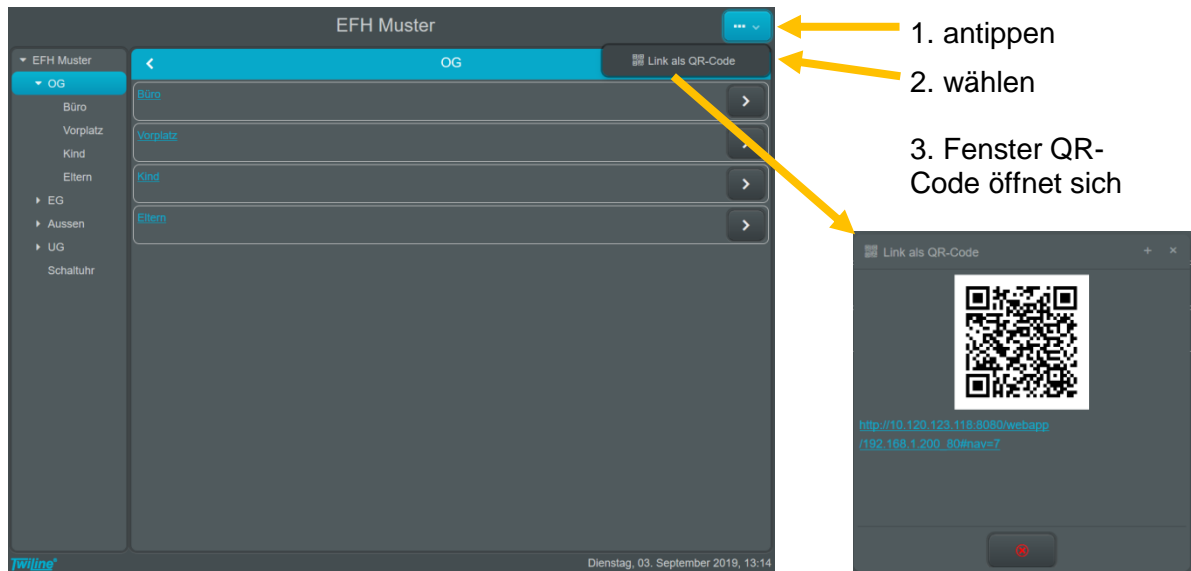 EFH Muster
EFH Muster
OG
Büro
Vorplatz
Kind
Eltern
EG
Aussen
UG
Schaltuhr
OG
Link als QR-Code
Büro
Vorplatz
Kind
Eltern
Twiline
Dienstag, 03. September 2019, 13:14
1. antippen
2. wählen
3. Fenster QR-
Code öffnet sich
Link als QR-Code
http://10.120.123.118:8080/webapp
/192.168.1.200_80#nav=7